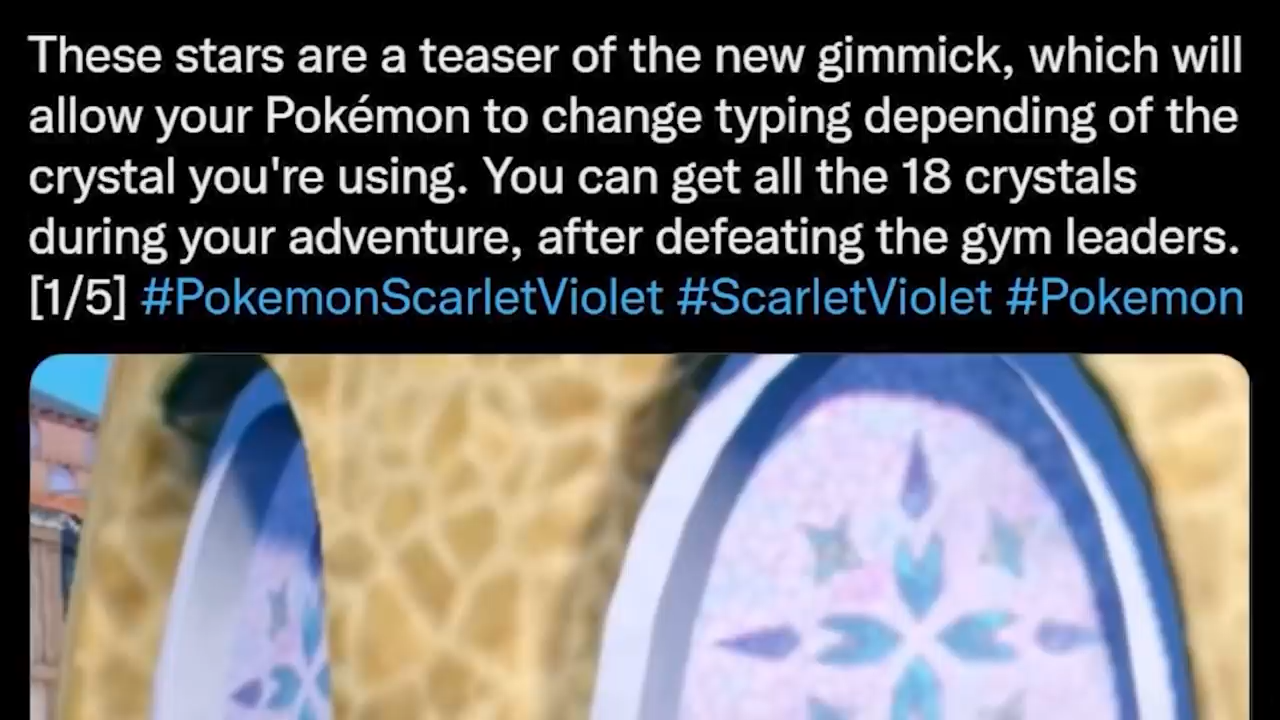 These stars are a teaser of the new gimmick, which will
allow your Pokémon to change typing depending of the
crystal you're using. You can get all the 18 crystals
during your adventure, after defeating the gym leaders.
[1/5] #PokemonScarletViolet #ScarletViolet #Pokemon